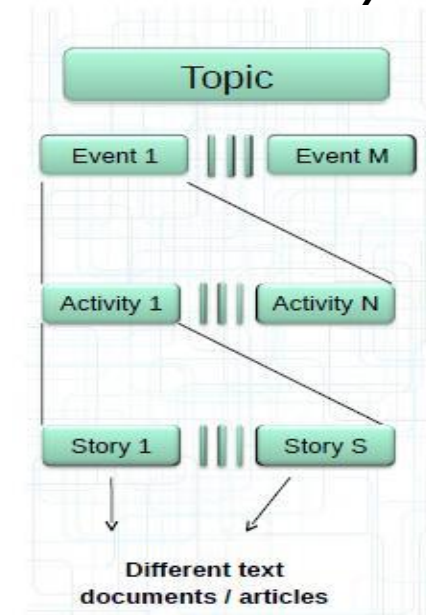 Topic
Event 1 Event M
Activity 1 Activity N
Story 1 Story S
Different text
documents / articles